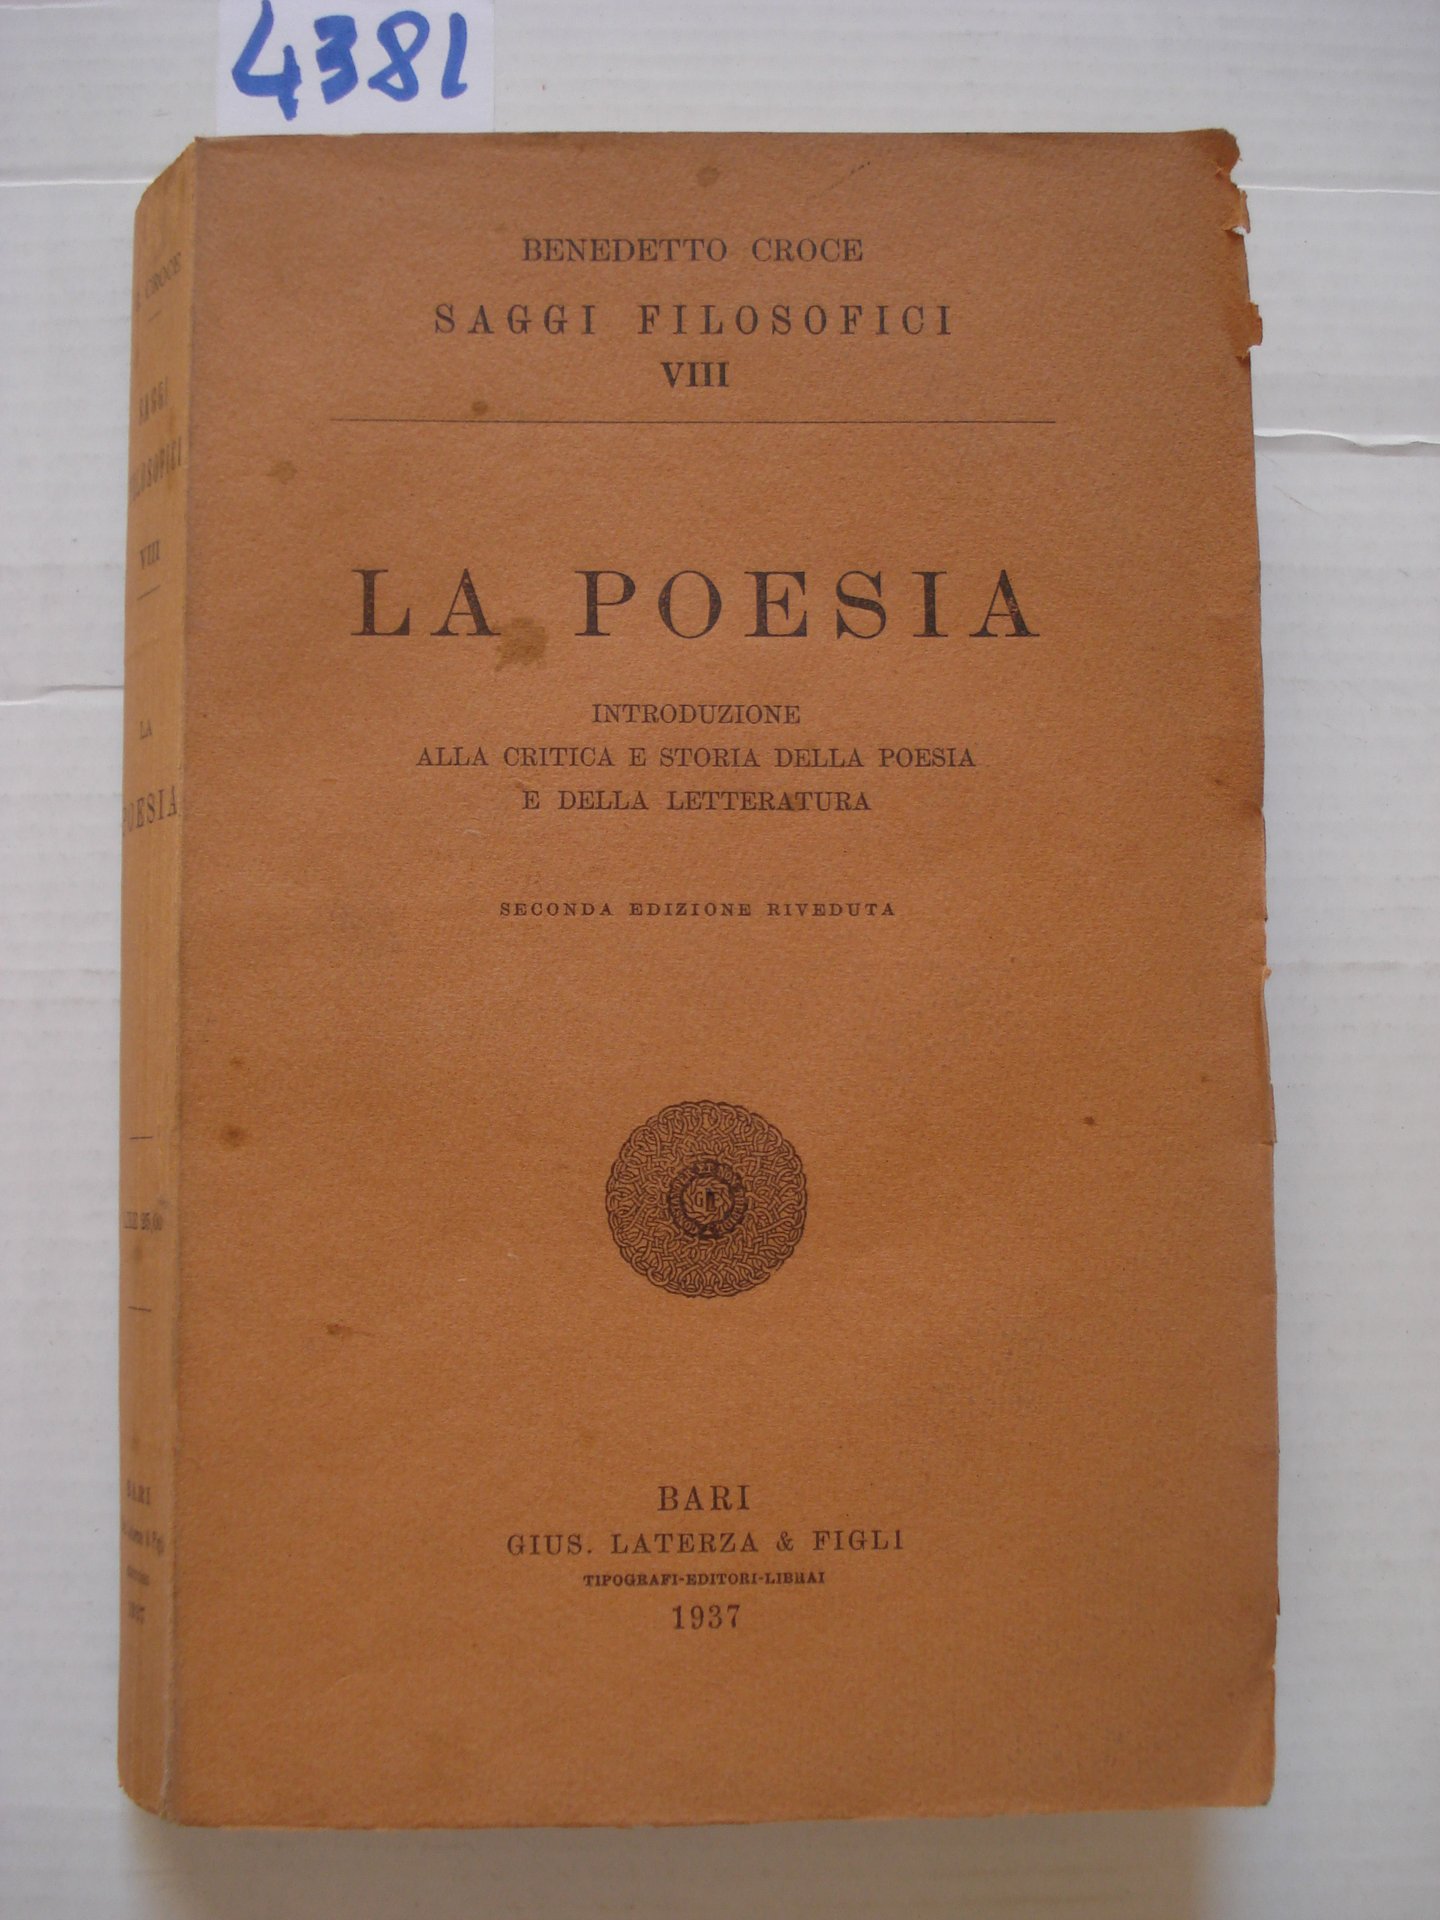 4381
BENEDETTO CROCE
SAGGI FILOSOFICI
VIII
LA POESIA
INTRODUZIONE
ALLA CRITICA E STORIA DELLA POESIA
E DELLA LETTERATURA
SECONDA EDIZIONE RIVEDUTA
BARI
GIUS. LATERZA & FIGLI
TIPOGRAFI-EDITORI-LIBRAI
1937
CROCE
SAGGI
FILOSOFICI
VIII
LA
POESIA
BARI